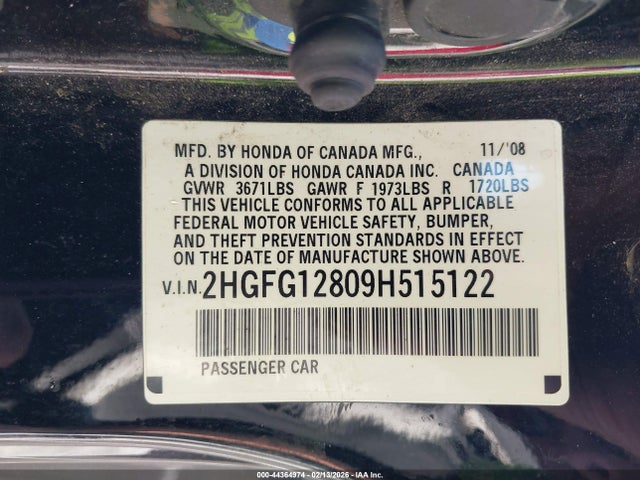 MFD. BY HONDA OF CANADA MFG., 11/'08
A DIVISION OF HONDA CANADA INC. CANADA
GVWR 3671LBS GAWR F 1973LBS R 1720LBS
THIS VEHICLE CONFORMS TO ALL APPLICABLE
FEDERAL MOTOR VEHICLE SAFETY, BUMPER,
AND THEFT PREVENTION STANDARDS IN EFFECT
ON THE DATE OF MANUFACTURE SHOWN ABOVE.
V.I.N. 2HGFG12809H515122
PASSENGER CAR
000-44364974 - 02/13/2026 - IAA Inc.